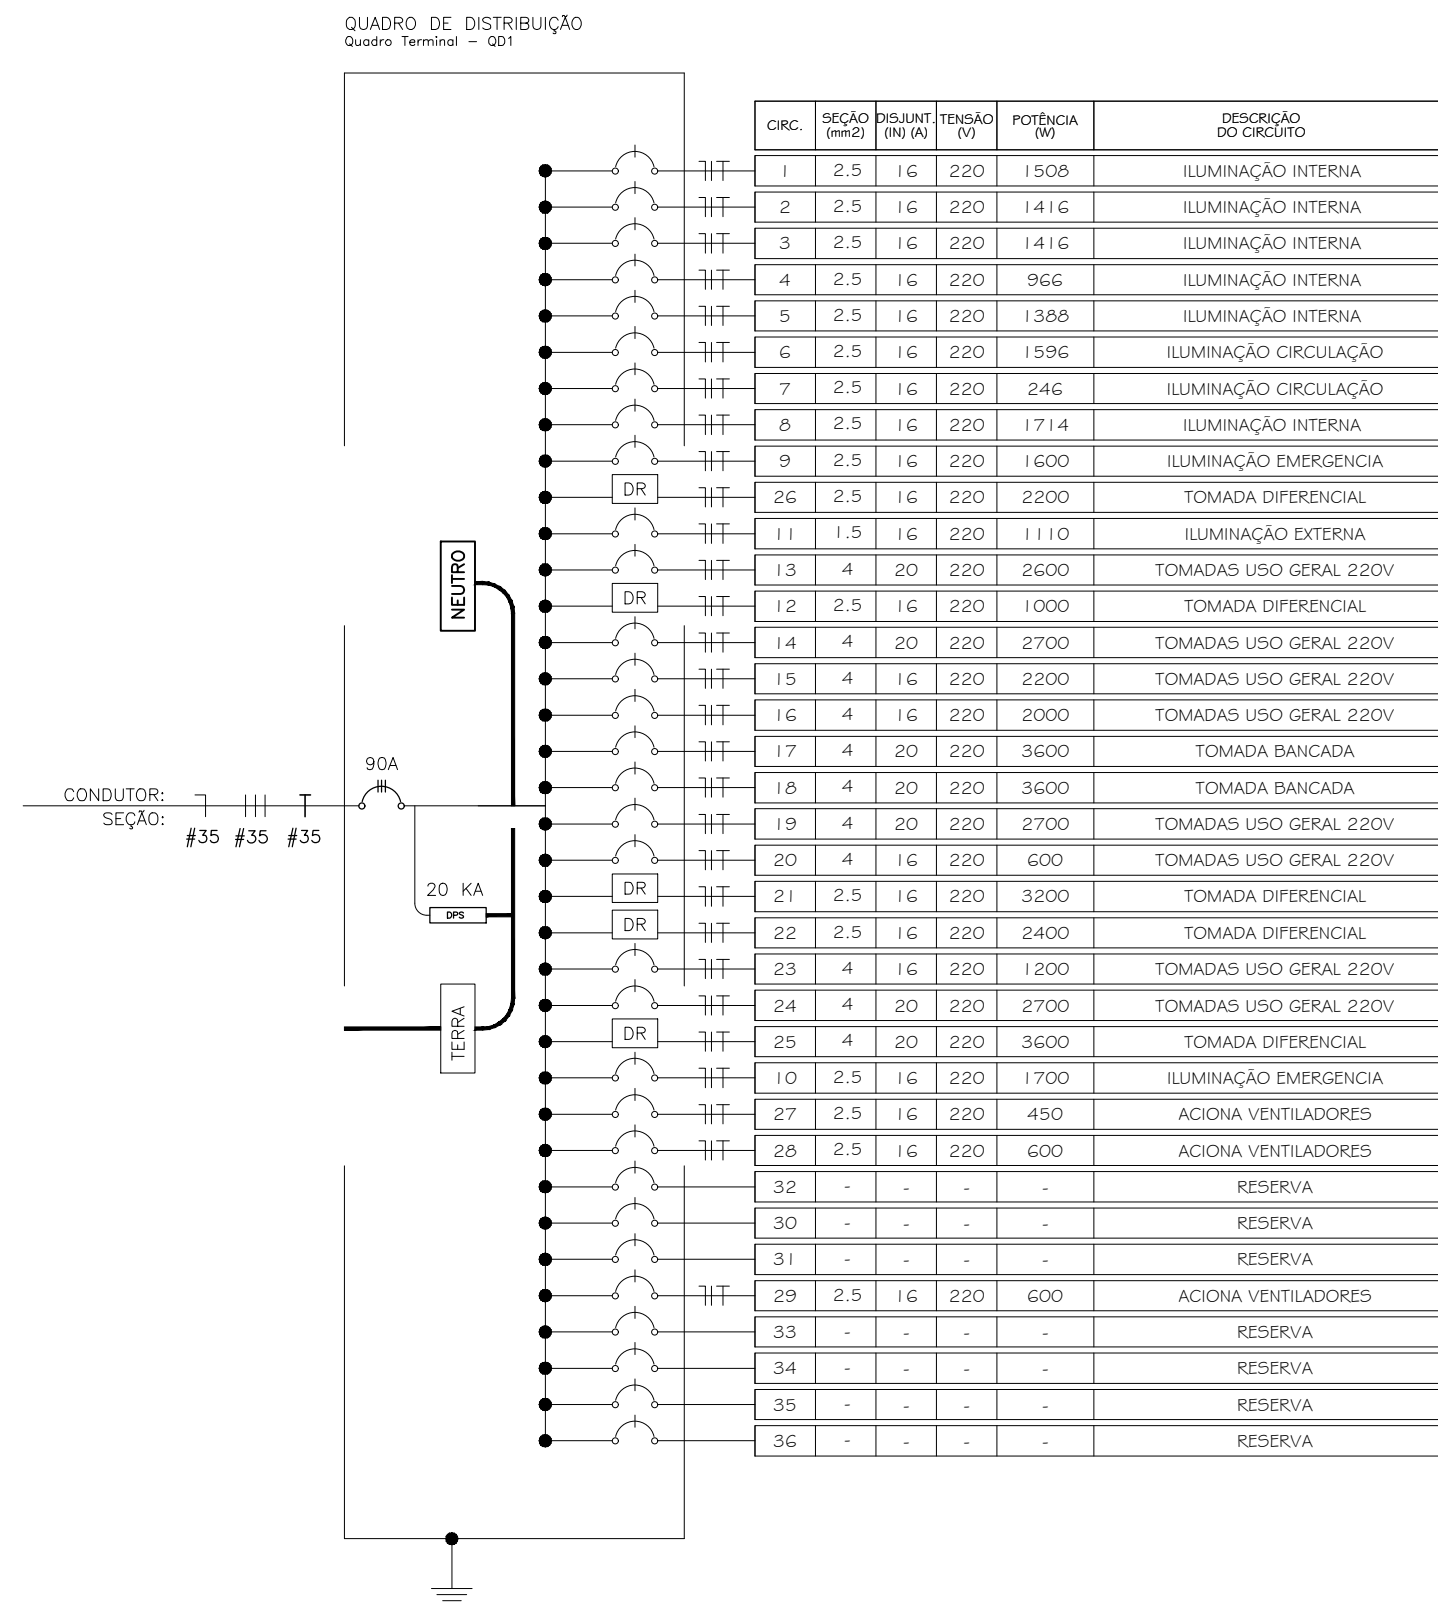 QUADRO DE DISTRIBUIÇÃO
Quadro Terminal – QD1
CIRC. SEÇÃO (mm2) DISJUNT. (IN) (A) TENSÃO (V) POTÊNCIA (W) DESCRIÇÃO DO CIRCUITO
1 2.5 16 220 1508 ILUMINAÇÃO INTERNA
2 2.5 16 220 1416 ILUMINAÇÃO INTERNA
3 2.5 16 220 1416 ILUMINAÇÃO INTERNA
4 2.5 16 220 966 ILUMINAÇÃO INTERNA
5 2.5 16 220 1388 ILUMINAÇÃO INTERNA
6 2.5 16 220 1596 ILUMINAÇÃO CIRCULAÇÃO
7 2.5 16 220 246 ILUMINAÇÃO CIRCULAÇÃO
8 2.5 16 220 1714 ILUMINAÇÃO INTERNA
9 2.5 16 220 1600 ILUMINAÇÃO EMERGENCIA
DR 26 2.5 16 220 2200 TOMADA DIFERENCIAL
11 1.5 16 220 1110 ILUMINAÇÃO EXTERNA
13 4 20 220 2600 TOMADAS USO GERAL 220V
DR 12 2.5 16 220 1000 TOMADA DIFERENCIAL
14 4 20 220 2700 TOMADAS USO GERAL 220V
15 4 16 220 2200 TOMADAS USO GERAL 220V
16 4 16 220 2000 TOMADAS USO GERAL 220V
17 4 20 220 3600 TOMADA BANCADA
18 4 20 220 3600 TOMADA BANCADA
19 4 20 220 2700 TOMADAS USO GERAL 220V
20 4 16 220 600 TOMADAS USO GERAL 220V
DR 21 2.5 16 220 3200 TOMADA DIFERENCIAL
DR 22 2.5 16 220 2400 TOMADA DIFERENCIAL
23 4 16 220 1200 TOMADAS USO GERAL 220V
24 4 20 220 2700 TOMADAS USO GERAL 220V
DR 25 4 20 220 3600 TOMADA DIFERENCIAL
10 2.5 16 220 1700 ILUMINAÇÃO EMERGENCIA
27 2.5 16 220 450 ACIONA VENTILADORES
28 2.5 16 220 600 ACIONA VENTILADORES
32 - - - - RESERVA
30 - - - - RESERVA
31 - - - - RESERVA
29 2.5 16 220 600 ACIONA VENTILADORES
33 - - - - RESERVA
34 - - - - RESERVA
35 - - - - RESERVA
36 - - - - RESERVA
NEUTRO
90A
CONDUTOR:
SEÇÃO:
#35 #35 #35
20 KA
DPS
TERRA